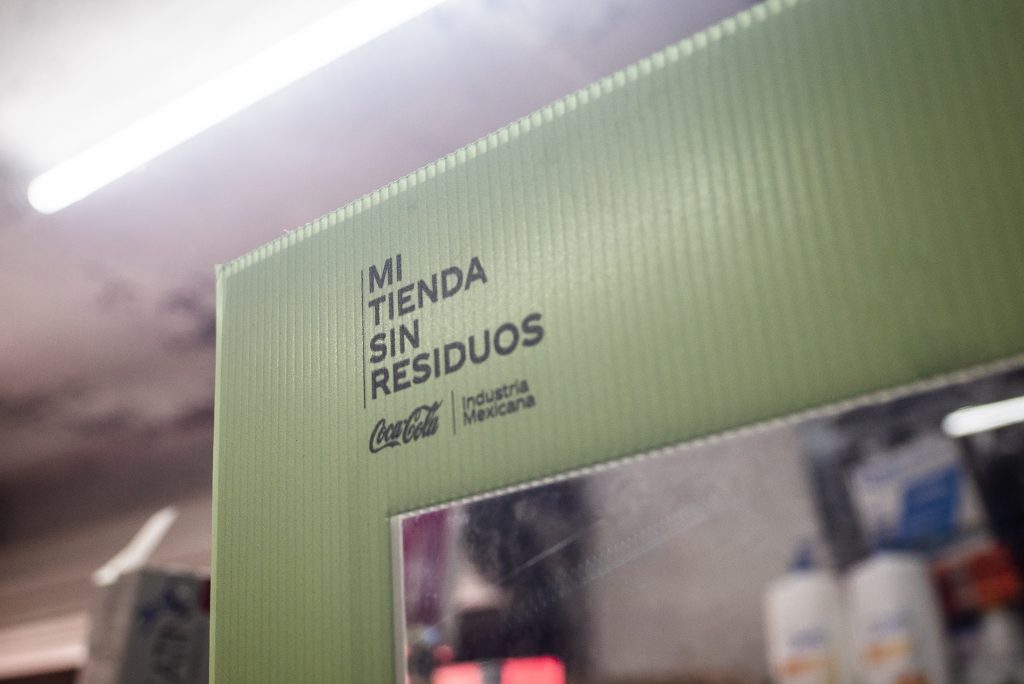 MI
TIENDA
SIN
RESIDUOS
Coca-Cola
Industria
Mexicana